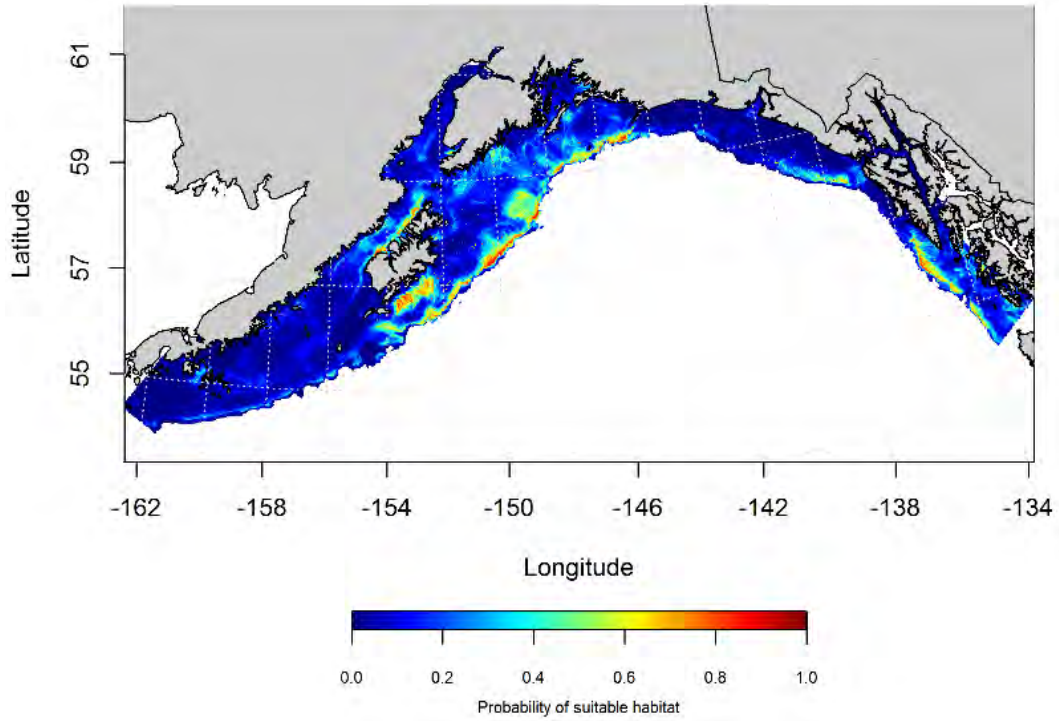 61
59
57
55
Latitude
-162 -158 -154 -150 -146 -142 -138 -134
Longitude
0.0 0.2 0.4 0.6 0.8 1.0
Probability of suitable habitat